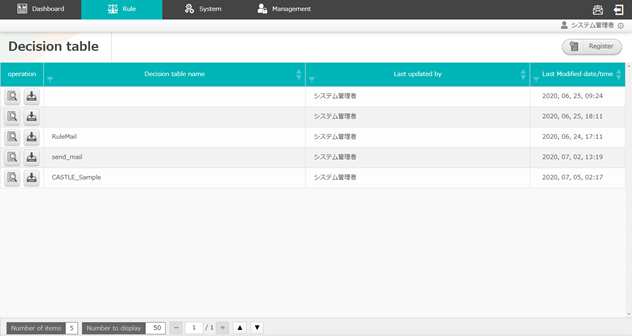 Dashboard Rule System Management
システム管理者
Decision table Register
operation Decision table name Last updated by Last Modified date/time
システム管理者 2020, 06, 25, 09:24
システム管理者 2020, 06, 25, 18:11
RuleMail システム管理者 2020, 06, 24, 17:11
send_mail システム管理者 2020, 07, 02, 13:19
CASTLE_Sample システム管理者 2020, 07, 05, 02:17
Number of items 5 Number to display 50 − 1 / 1 + ▲ ▼